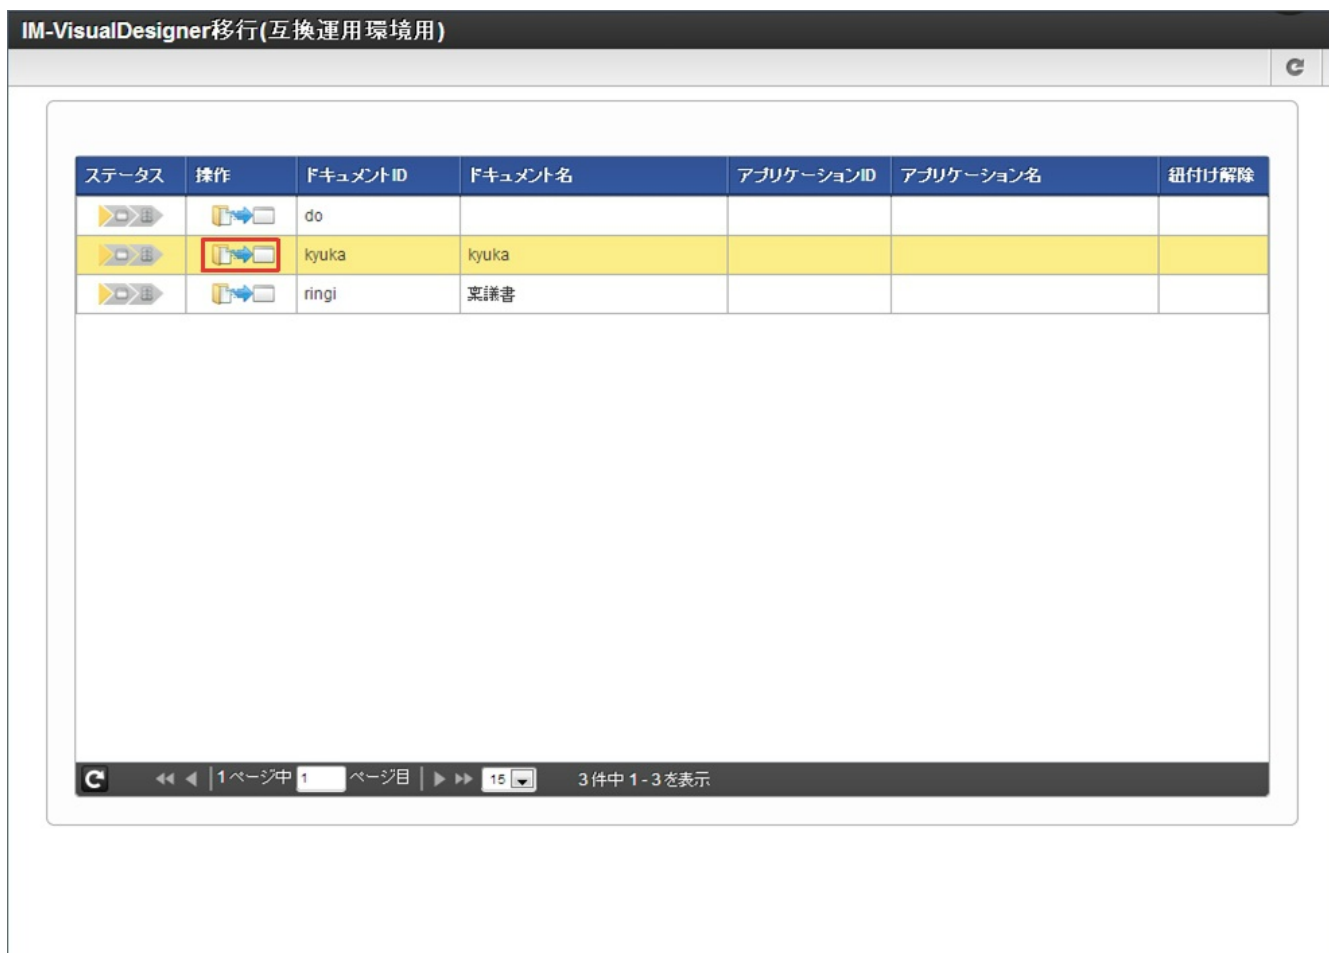 IM-VisualDesigner移行(互換運用環境用)
ステータス 操作 ドキュメントID ドキュメント名 アプリケーションID アプリケーション名 紐付け解除
do
kyuka kyuka
ringi 稟議書
1 ページ中 1 ページ目 15 3 件中 1 - 3 を表示